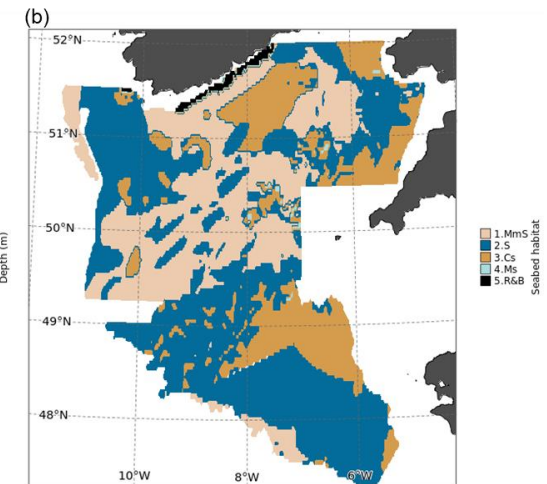 (b)
52°N
51°N
50°N
49°N
48°N
10°W
8°W
6°W
Depth (m)
1.MmS
2.S
3.Cs
4.Ms
5.R&B
Seabed habitat